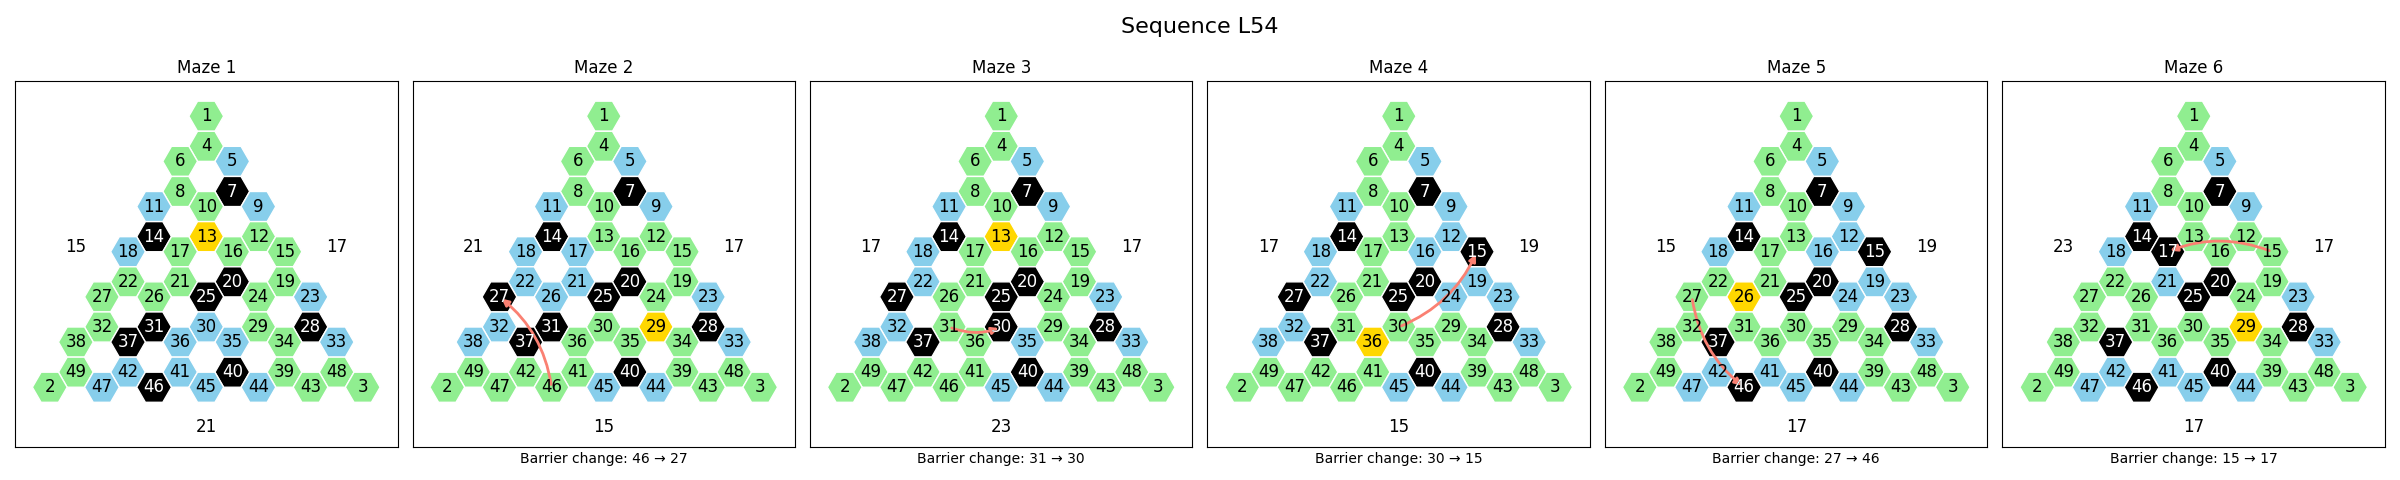 Sequence L54
Maze 1
1
4
6 5
8 7
11 10 9
14 13 12
15 18 17 16 15 17
22 21 20 19
27 26 25 24 23
32 31 30 29 28
38 37 36 35 34 33
49 42 41 40 39 48
2 47 46 45 44 43 3
21
Maze 2
1
4
6 5
8 7
11 10 9
14 13 12
21 18 17 16 15 17
22 21 20 19
27 26 25 24 23
32 31 30 29 28
38 37 36 35 34 33
49 42 41 40 39 48
2 47 46 45 44 43 3
15
Barrier change: 46 → 27
Maze 3
1
4
6 5
8 7
11 10 9
14 13 12
17 18 17 16 15 17
22 21 20 19
27 26 25 24 23
32 31 30 29 28
38 37 36 35 34 33
49 42 41 40 39 48
2 47 46 45 44 43 3
23
Barrier change: 31 → 30
Maze 4
1
4
6 5
8 7
11 10 9
14 13 12
17 18 17 16 15 19
22 21 20 19
27 26 25 24 23
32 31 30 29 28
38 37 36 35 34 33
49 42 41 40 39 48
2 47 46 45 44 43 3
15
Barrier change: 30 → 15
Maze 5
1
4
6 5
8 7
11 10 9
14 13 12
15 18 17 16 15 19
22 21 20 19
27 26 25 24 23
32 31 30 29 28
38 37 36 35 34 33
49 42 41 40 39 48
2 47 46 45 44 43 3
17
Barrier change: 27 → 46
Maze 6
1
4
6 5
8 7
11 10 9
14 13 12
23 18 17 16 15 17
22 21 20 19
27 26 25 24 23
32 31 30 29 28
38 37 36 35 34 33
49 42 41 40 39 48
2 47 46 45 44 43 3
17
Barrier change: 15 → 17